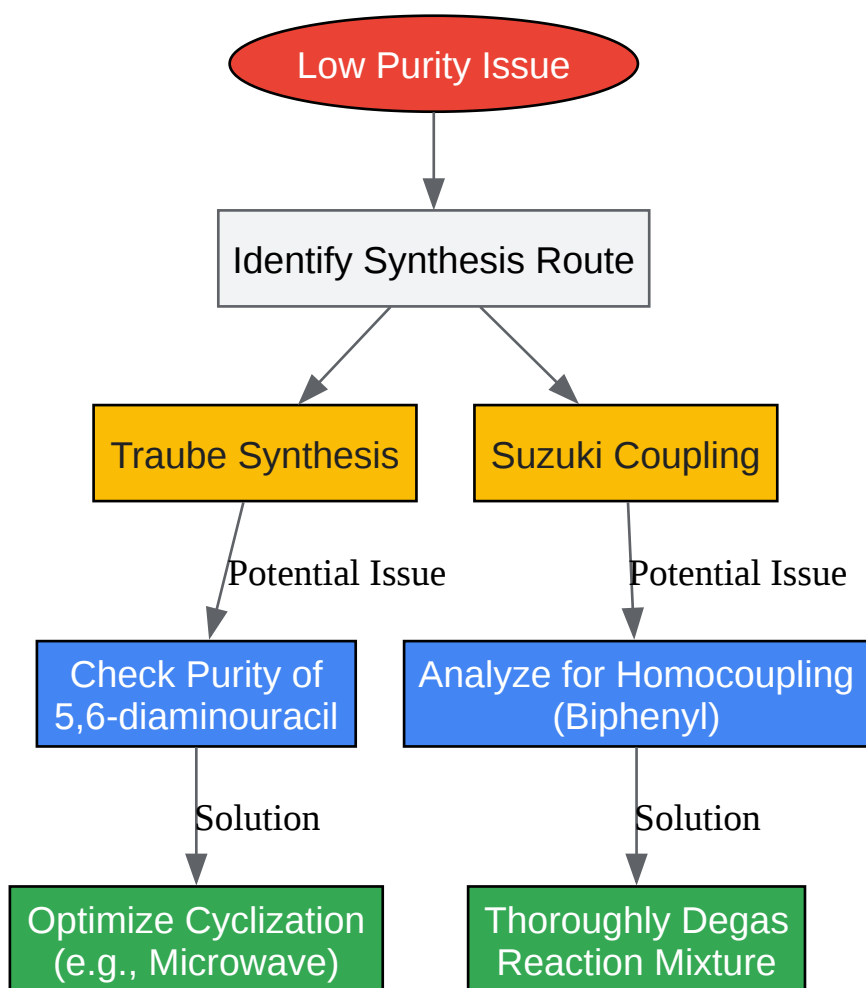 Low Purity Issue
Identify Synthesis Route
Traube Synthesis
Suzuki Coupling
Potential Issue
Potential Issue
Check Purity of
5,6-diaminouracil
Analyze for Homocoupling
(Biphenyl)
Solution
Solution
Optimize Cyclization
(e.g., Microwave)
Thoroughly Degas
Reaction Mixture